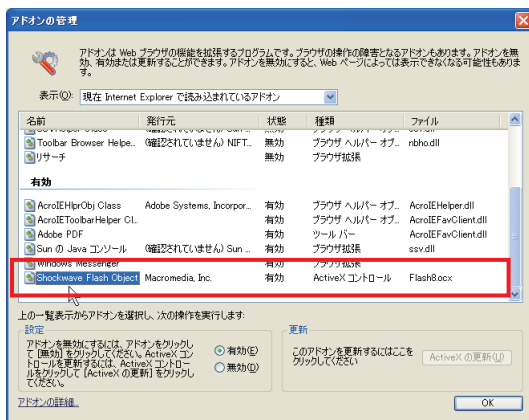 アドオンの管理
アドオンは Web ブラウザの機能を拡張するプログラムです。ブラウザの操作の障害となるアドオンもあります。アドオンを無
効、有効または更新することができます。アドオンを無効にすると、Web ページによっては表示できなくなる可能性もありま
す。
表示(O): 現在 Internet Explorer で読み込まれているアドオン
名前 発行元 状態 種類 ファイル
Toolbar Browser Helpe... (確認されていません) NIFT... 無効 ブラウザ ヘルパー オブ... nbho.dll
リサーチ 無効 ブラウザ拡張
有効
AcroIEHlprObj Class Adobe Systems, Incorpor... 有効 ブラウザ ヘルパー オブ... AcroIEHelper.dll
AcroIEToolbarHelper Cl... 有効 ブラウザ ヘルパー オブ... AcroIEFavClient.dll
Adobe PDF 有効 ツール バー AcroIEFavClient.dll
Sun の Java コンソール (確認されていません) Sun ... 有効 ブラウザ拡張 ssv.dll
Windows Messenger 有効 ブラウザ拡張
Shockwave Flash Object Macromedia, Inc. 有効 ActiveX コントロール Flash8.ocx
上の一覧表示からアドオンを選択し、次の操作を実行します:
設定
アドオンを無効にするには、アドオンをクリックし
て [無効] をクリックしてください。ActiveX コン
トロールを更新するには、ActiveX コントロー
ルをクリックして [ActiveX の更新] をクリックし
てください。
有効(E)
無効(D)
更新
このアドオンを更新するにはここを
クリックしてください
ActiveX の更新(U)
アドオンの詳細...
OK